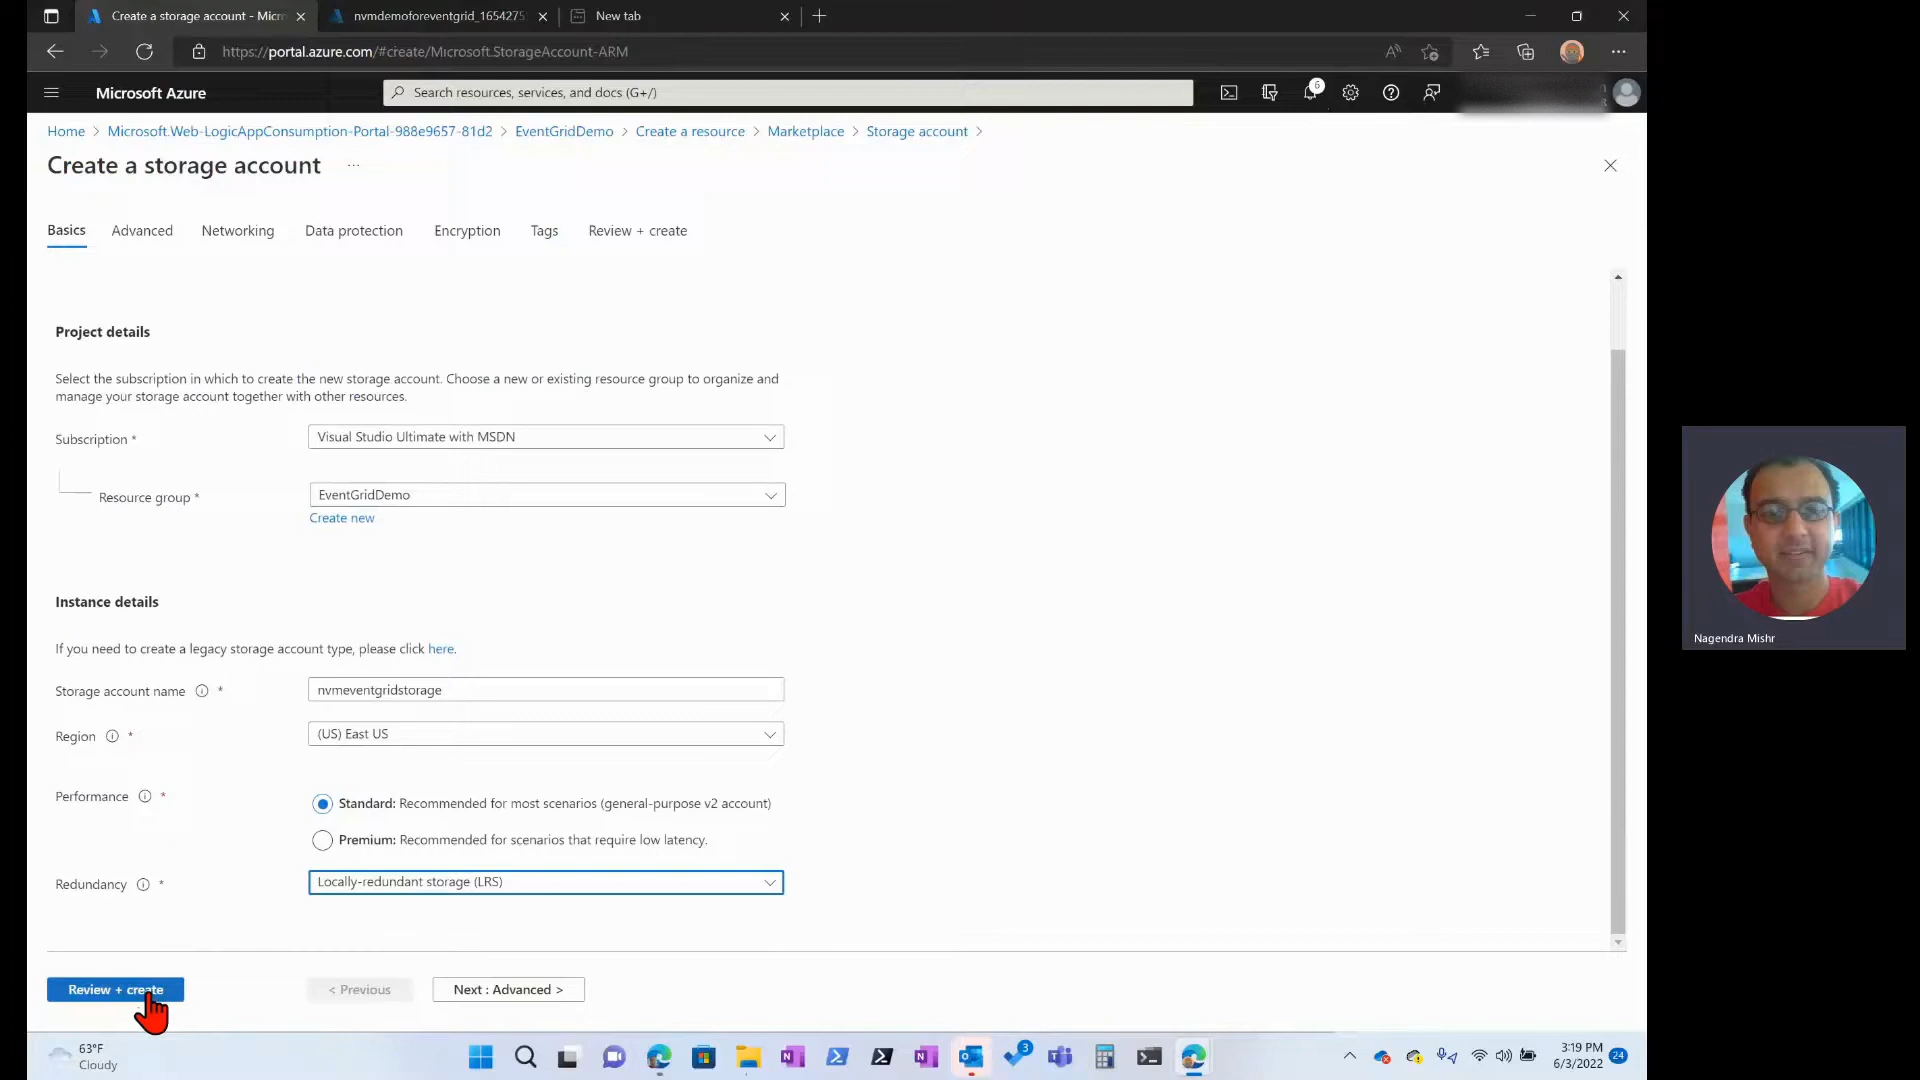 Create a storage account - Micr
nvmdemoforeventgrid_1654275
New tab
https://portal.azure.com/#create/Microsoft.StorageAccount-ARM
Microsoft Azure
Search resources, services, and docs (G+/)
6
Home > Microsoft.Web-LogicAppConsumption-Portal-988e9657-81d2 > EventGridDemo > Create a resource > Marketplace > Storage account >
Create a storage account ...
Basics Advanced Networking Data protection Encryption Tags Review + create
Project details
Select the subscription in which to create the new storage account. Choose a new or existing resource group to organize and
manage your storage account together with other resources.
Subscription *
Visual Studio Ultimate with MSDN
Resource group *
EventGridDemo
Create new
Instance details
If you need to create a legacy storage account type, please click here.
Storage account name *
nvmeventgridstorage
Region *
(US) East US
Performance *
Standard: Recommended for most scenarios (general-purpose v2 account)
Premium: Recommended for scenarios that require low latency.
Redundancy *
Locally-redundant storage (LRS)
Review + create
< Previous
Next : Advanced >
Nagendra Mishr
63°F
Cloudy
3
3:19 PM
6/3/2022
24